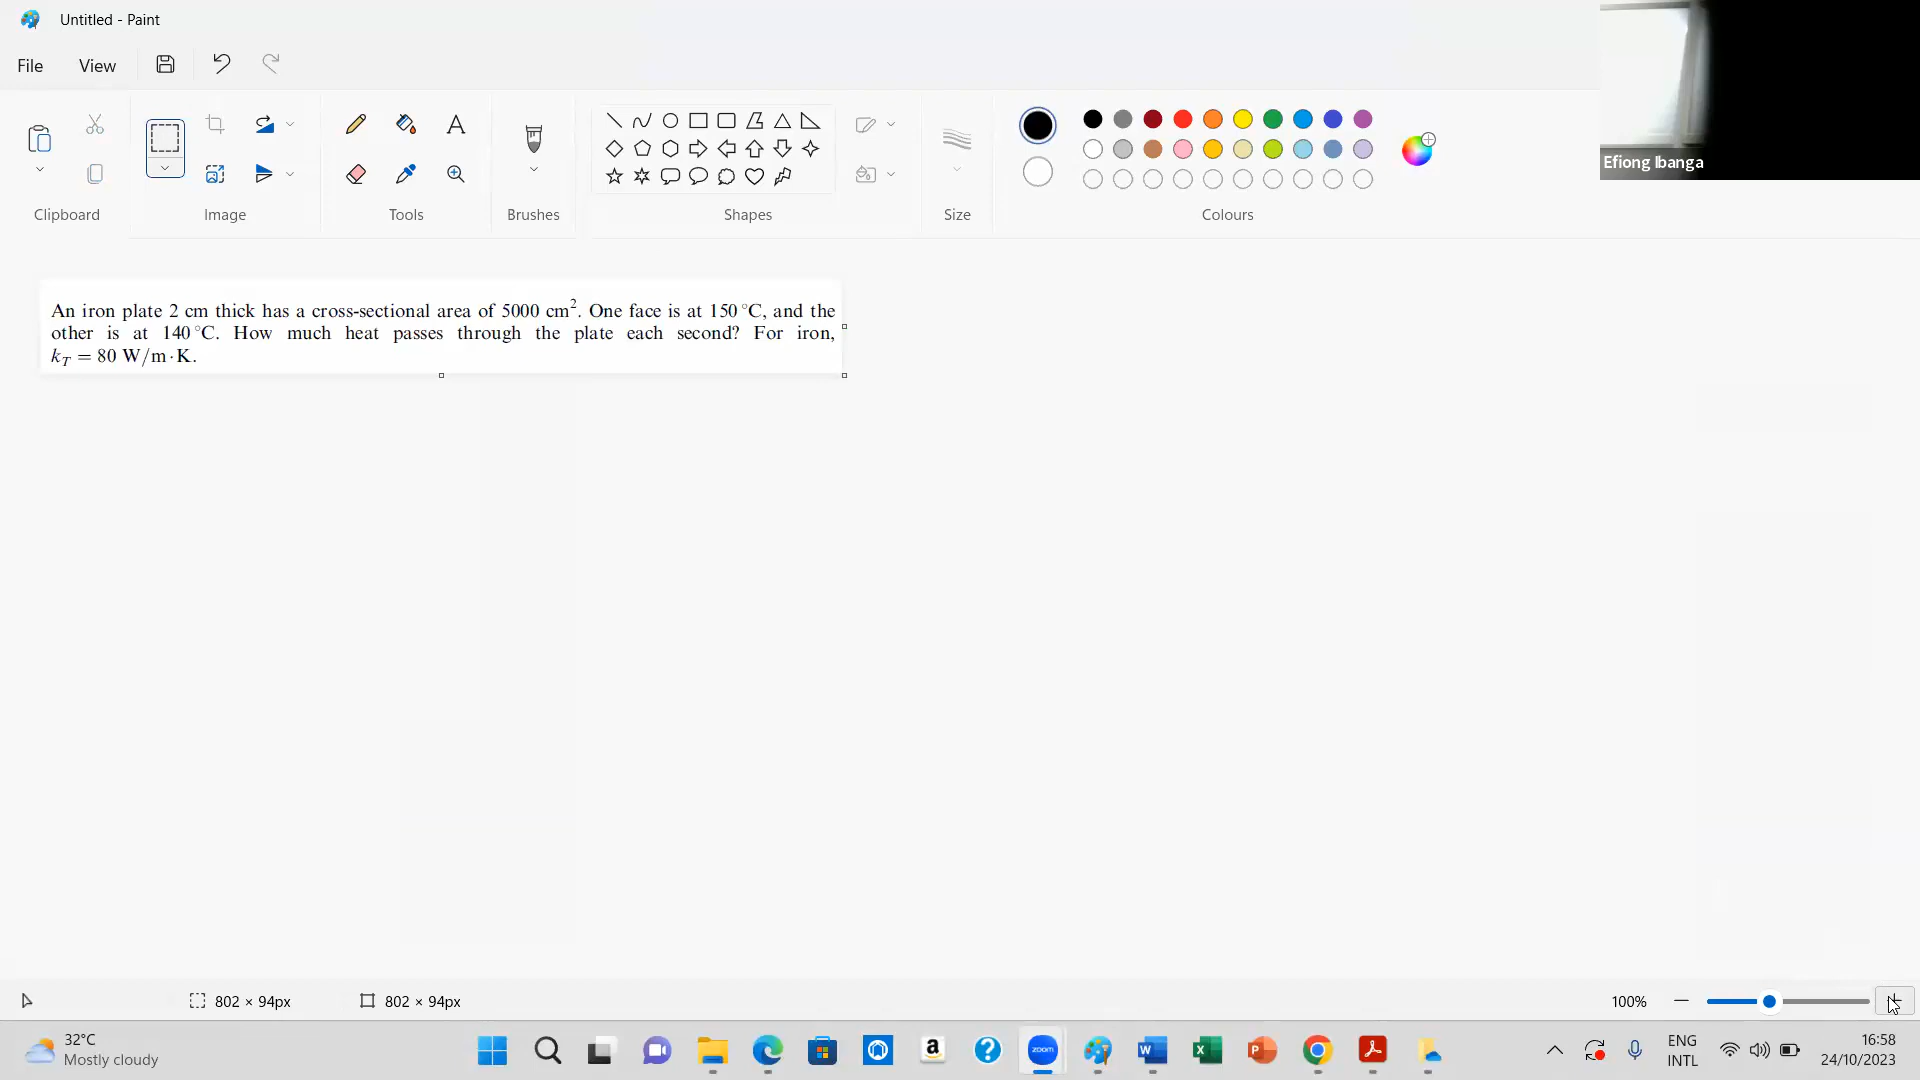 Untitled - Paint
File View
Clipboard
Image
Tools
Brushes
Shapes
Size
Colours
Efiong Ibanga
An iron plate 2 cm thick has a cross-sectional area of 5000 cm². One face is at 150 °C, and the
other is at 140 °C. How much heat passes through the plate each second? For iron,
k_T = 80 W/m·K.
802 × 94px
802 × 94px
100%
32°C
Mostly cloudy
a
zoom
W
X
P
ENG
INTL
16:58
24/10/2023